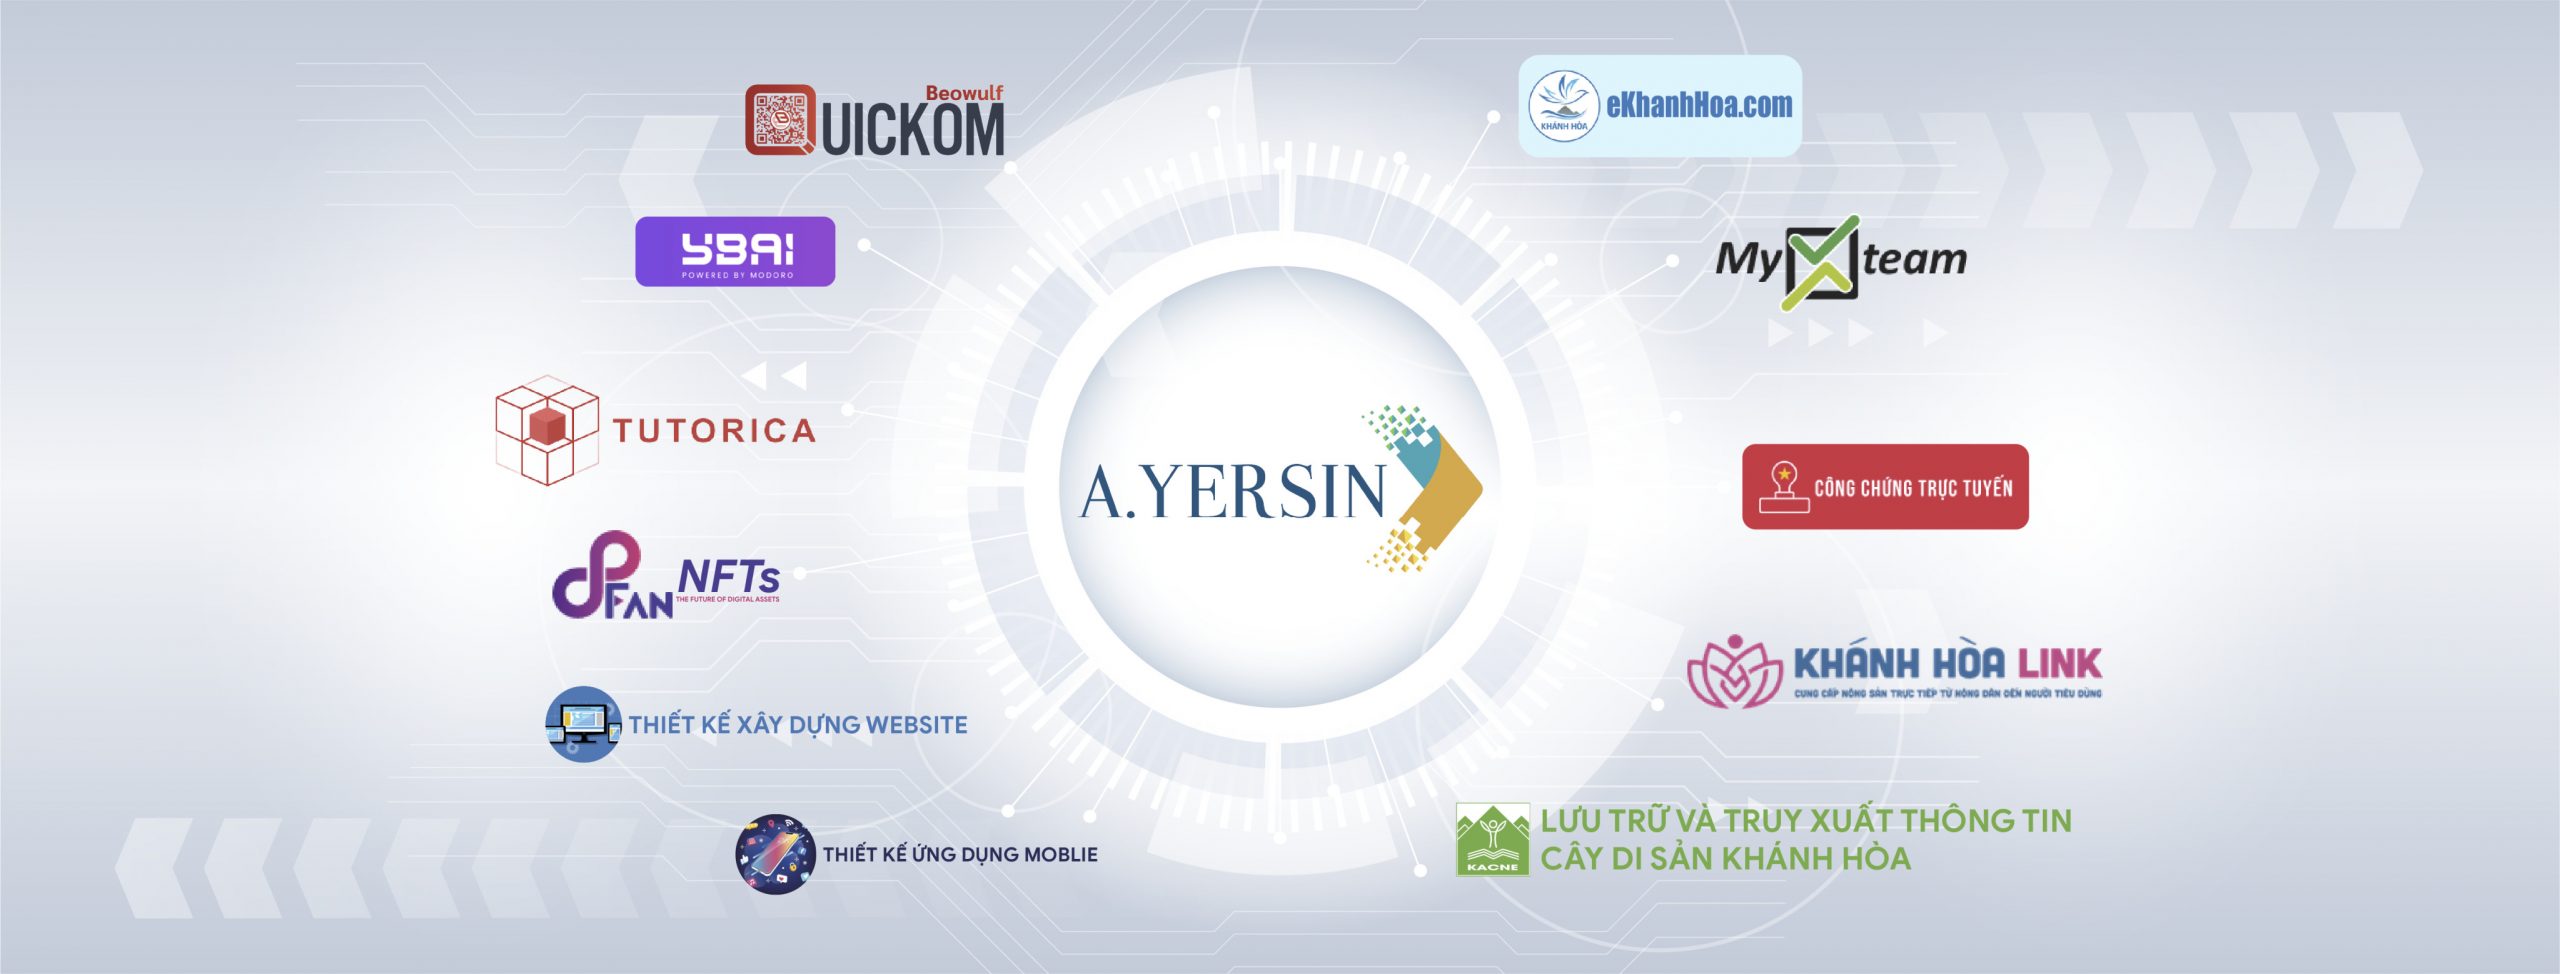 Beowulf
QUICKOM
YBAI
POWERED BY MODORO
TUTORICA
FAN NFTs
THE FUTURE OF DIGITAL ASSETS
THIẾT KẾ XÂY DỰNG WEBSITE
THIẾT KẾ ỨNG DỤNG MOBLIE
A.YERSIN
KHÁNH HÒA
eKhanhHoa.com
My team
CÔNG CHỨNG TRỰC TUYẾN
KHÁNH HÒA LINK
CUNG CẤP NÔNG SẢN TRỰC TIẾP TỪ NÔNG DÂN ĐẾN NGƯỜI TIÊU DÙNG
KACNE
LƯU TRỮ VÀ TRUY XUẤT THÔNG TIN
CÂY DI SẢN KHÁNH HÒA